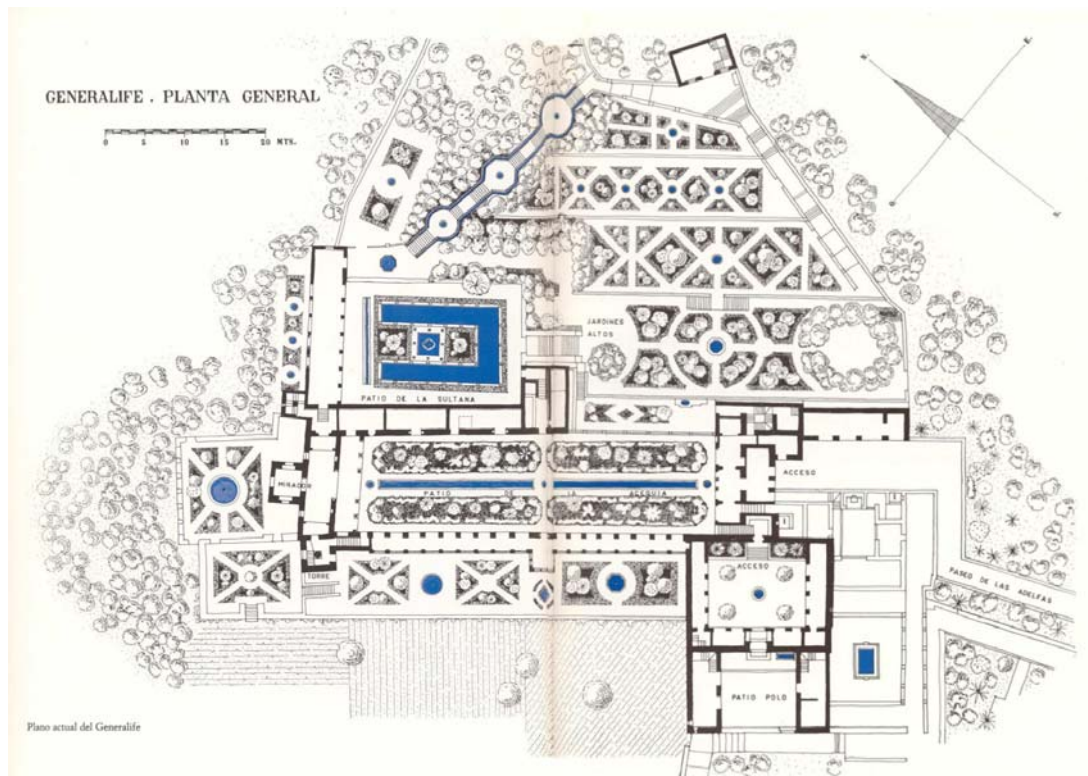 GENERALIFE . PLANTA GENERAL
0 5 10 15 20 MTS.
JARDINES
ALTOS
PATIO DE LA SULTANA
ACCESO
MIRADOR
PATIO DE LA ACEQUIA
TORRE
ACCESO
PASEO DE LAS ADELFAS
PATIO POLO
Plano actual del Generalife